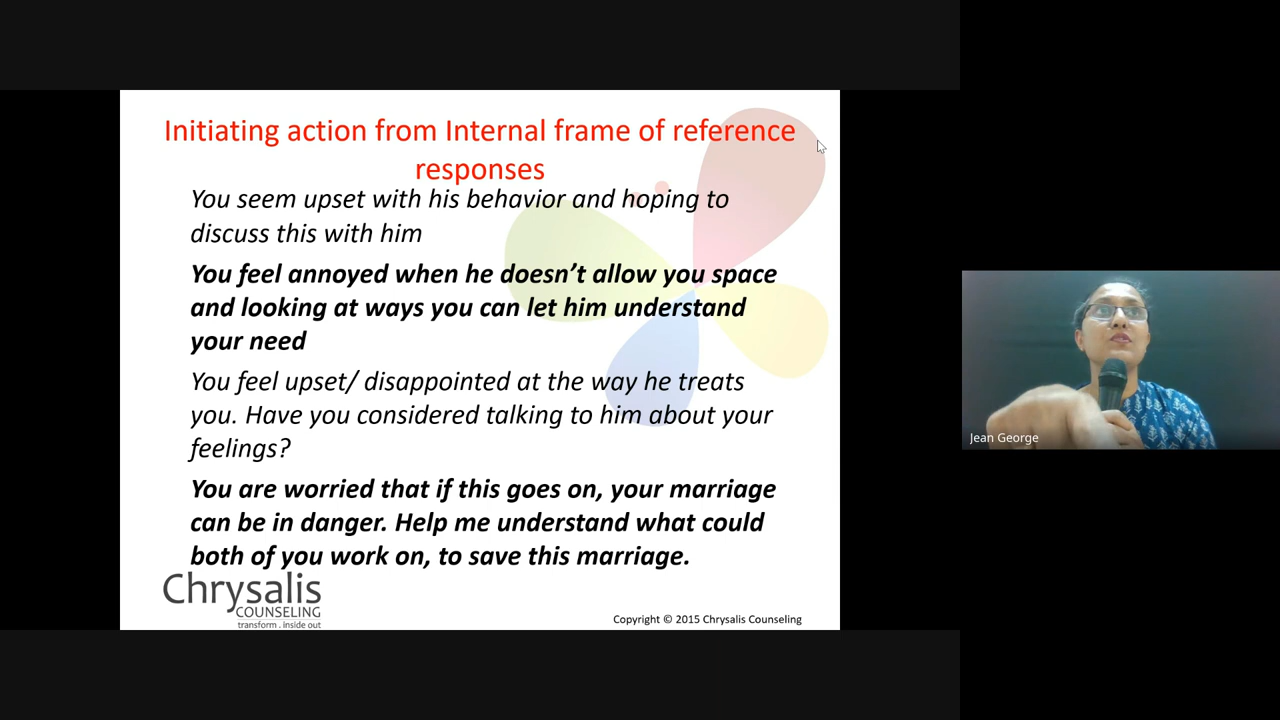 Initiating action from Internal frame of reference
responses
You seem upset with his behavior and hoping to
discuss this with him
You feel annoyed when he doesn’t allow you space
and looking at ways you can let him understand
your need
You feel upset/ disappointed at the way he treats
you. Have you considered talking to him about your
feelings?
You are worried that if this goes on, your marriage
can be in danger. Help me understand what could
both of you work on, to save this marriage.
Chrysalis
COUNSELING
transform . inside out
Copyright © 2015 Chrysalis Counseling
Jean George